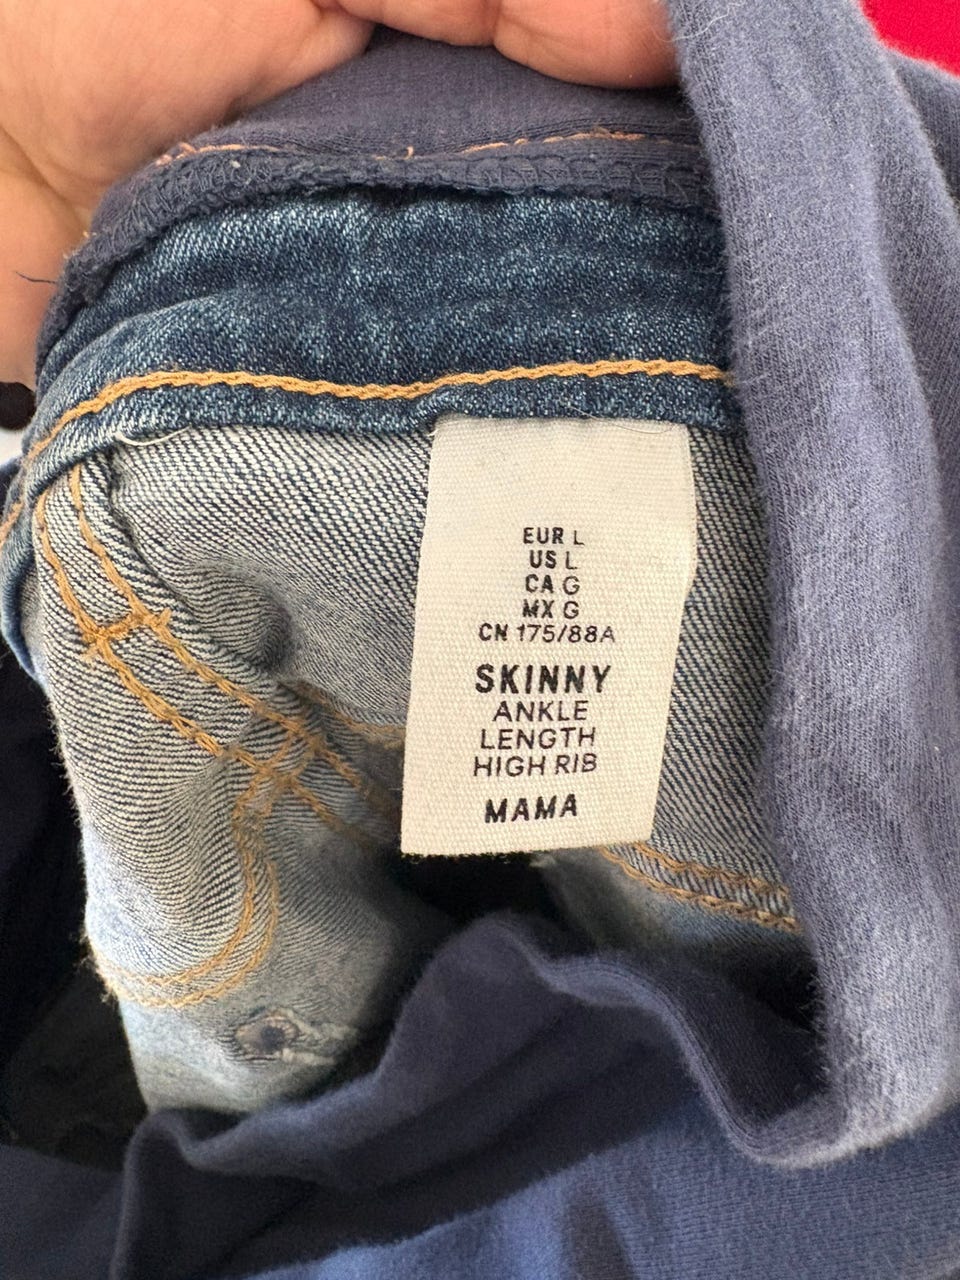 EUR L
US L
CA G
MX G
CN 175/88A
SKINNY
ANKLE
LENGTH
HIGH RIB
MAMA